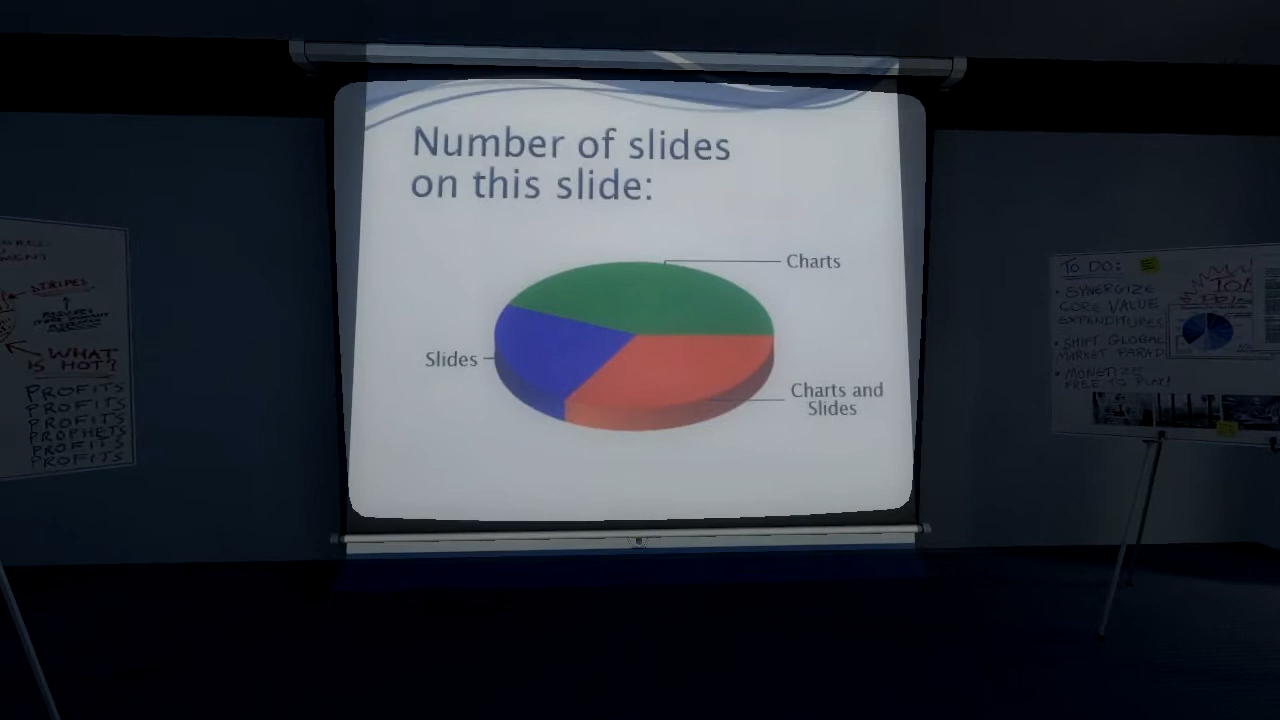 Number of slides
on this slide:
Charts
Slides
Charts and
Slides
STRIPES
WHAT
IS HOT?
PROFITS
PROFITS
PROFITS
PROPHETS
PROFITS
PROFITS
TO DO:
• SYNERGIZE
CORE VALUE
EXPENDITURES
• SHIFT GLOBAL
MARKET PARAD
• MONETIZE
FREE TO PLAY!